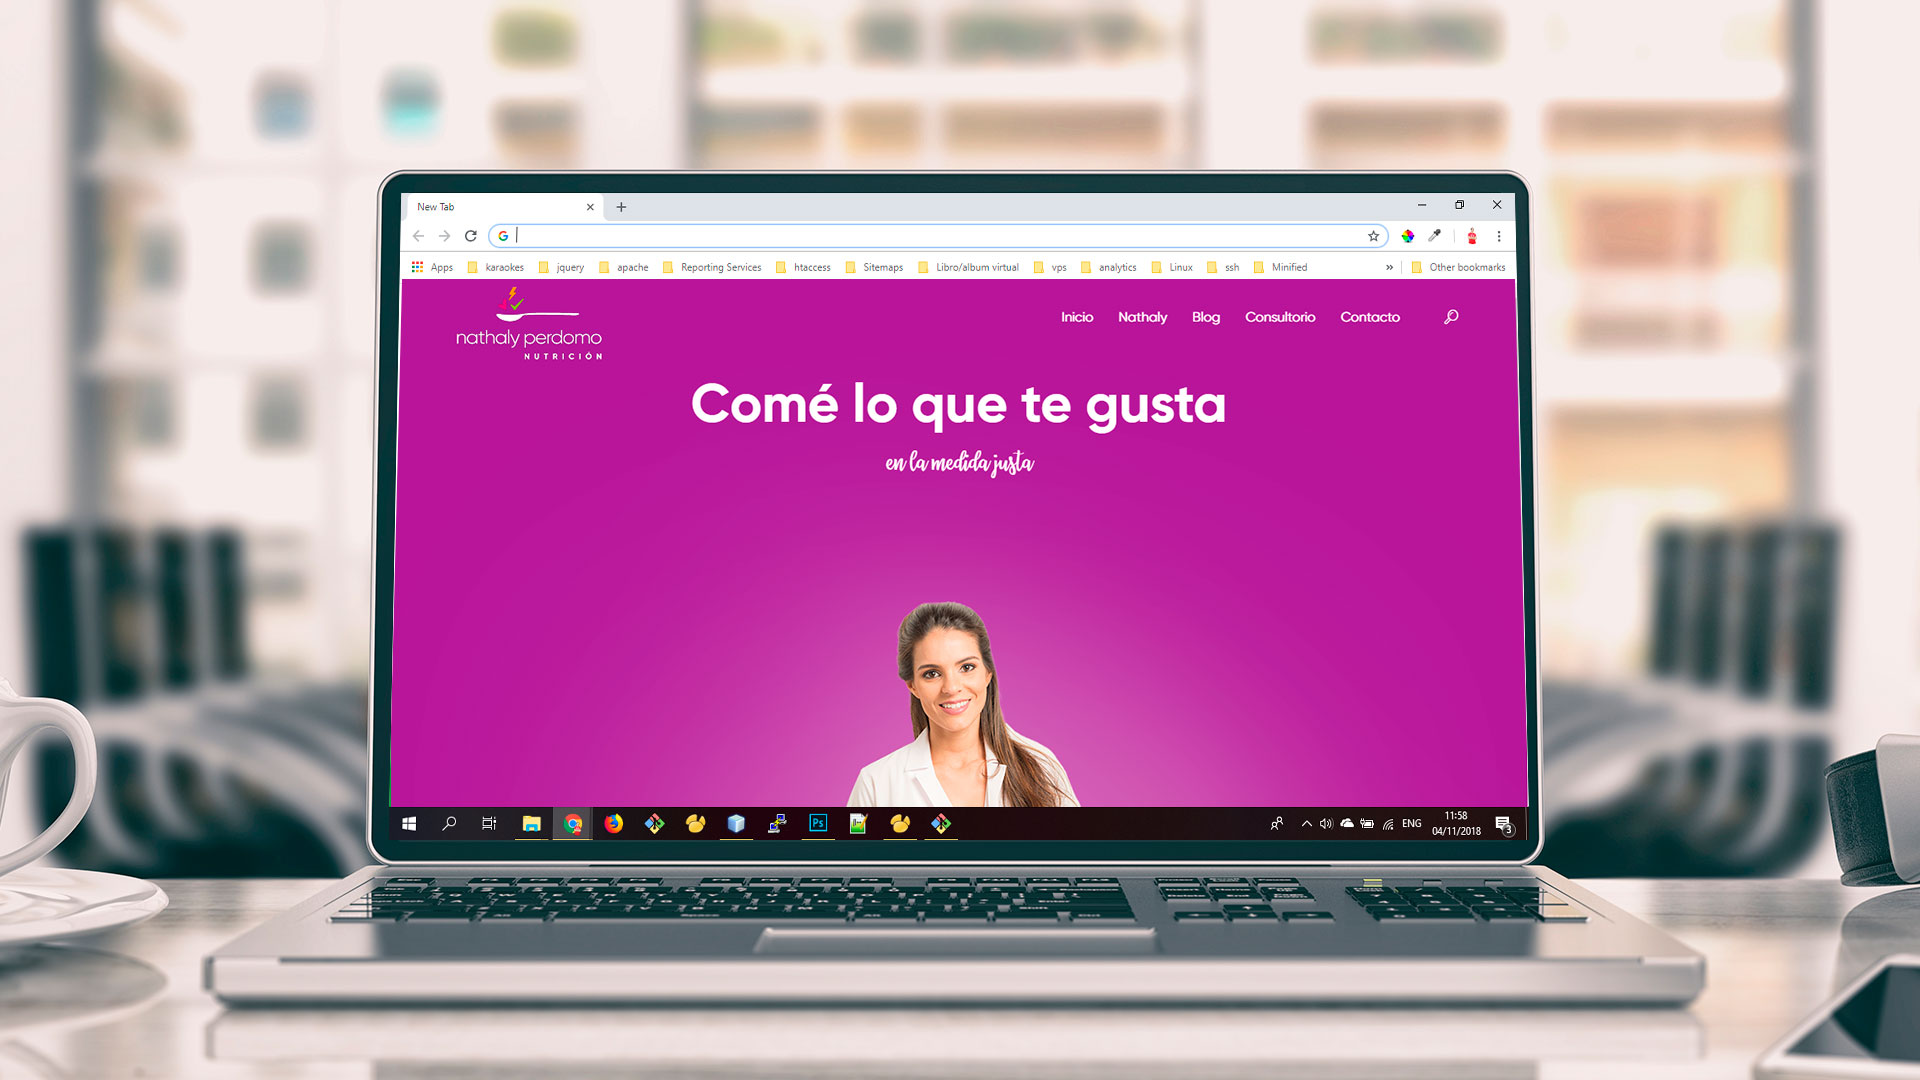 New Tab
Apps karaokes jquery apache Reporting Services htaccess Sitemaps Libro/album virtual vps analytics Linux ssh Minified » Other bookmarks
nathaly perdomo
NUTRICIÓN
Inicio Nathaly Blog Consultorio Contacto
Comé lo que te gusta
en la medida justa
Ps
ENG
11:58
04/11/2018
3